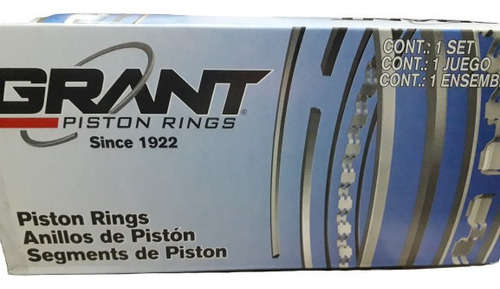 GRANT
PISTON RINGS®
Since 1922
CONT.: 1 SET
CONT.: 1 JUEGO
CONT.: 1 ENSEMB
Piston Rings
Anillos de Pistón
Segments de Piston